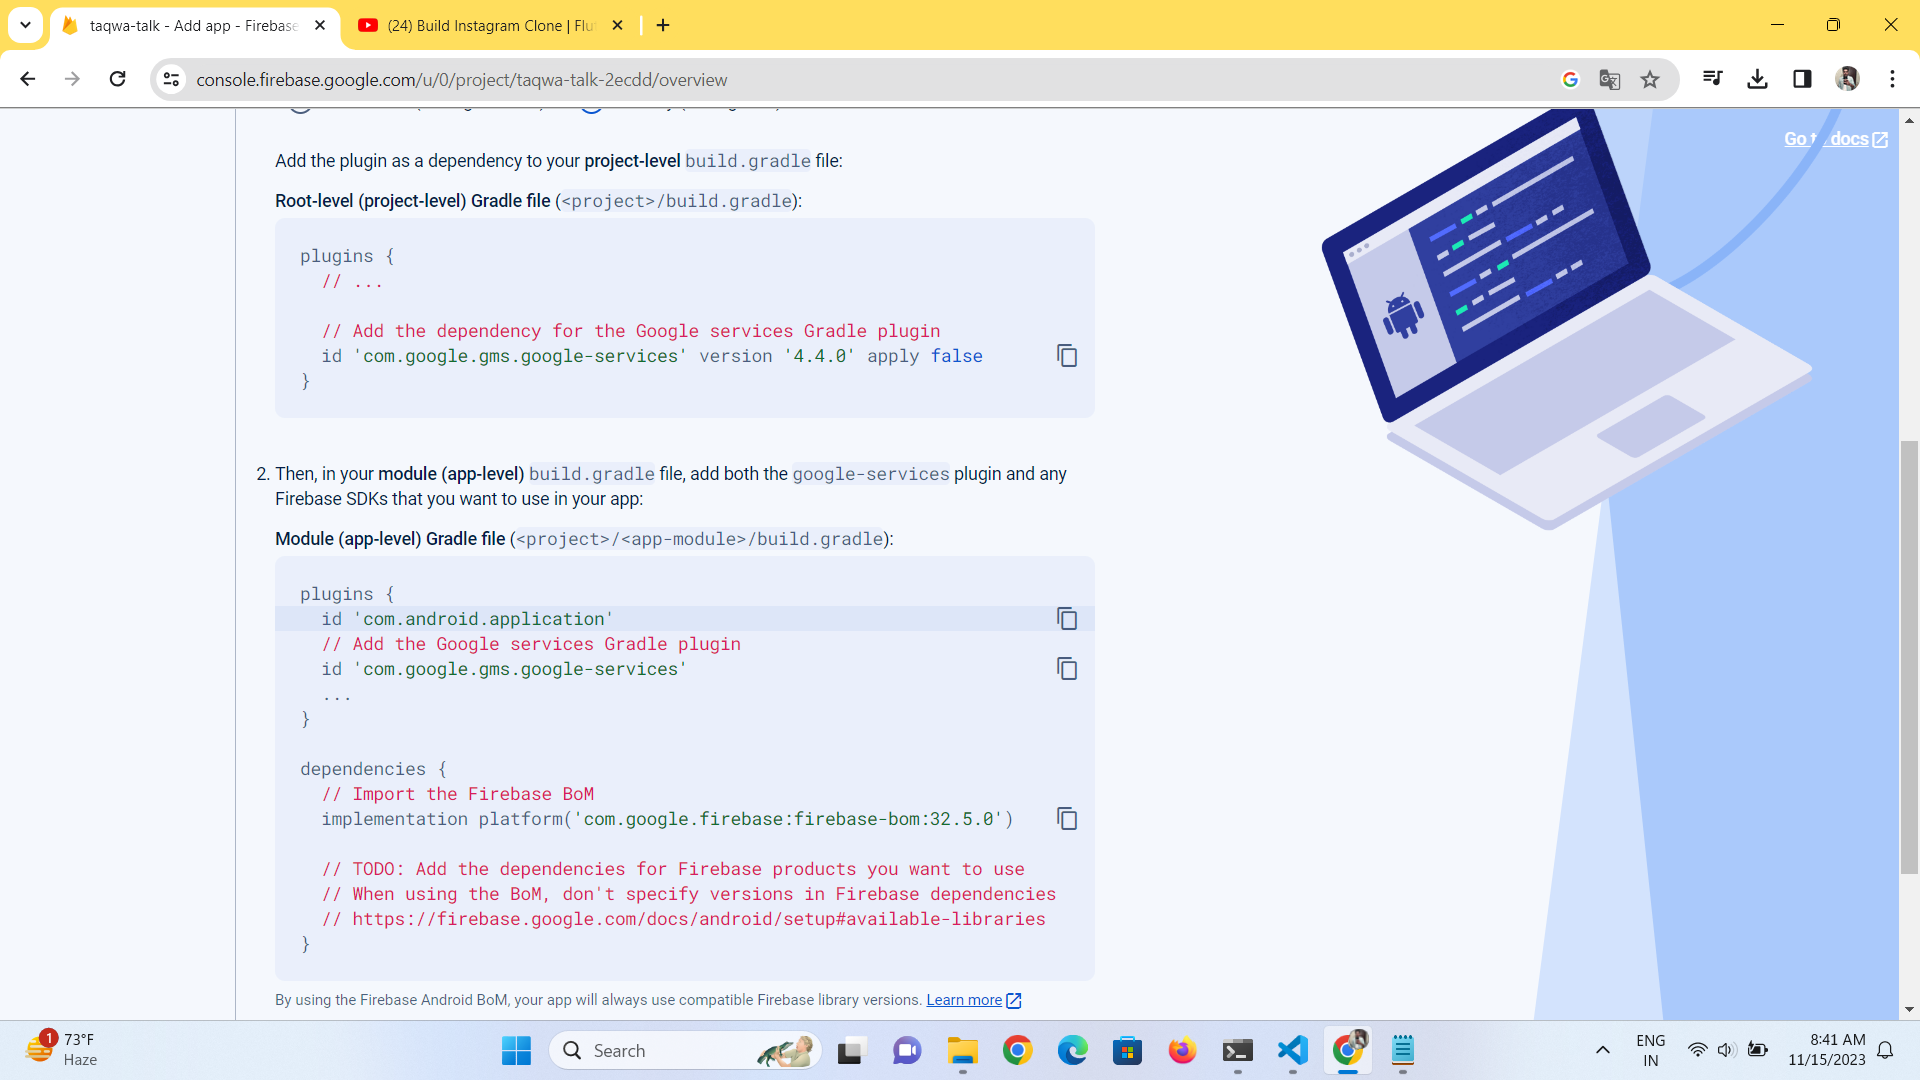 taqwa-talk - Add app - Firebase
(24) Build Instagram Clone | Flu
console.firebase.google.com/u/0/project/taqwa-talk-2ecdd/overview
Go to docs
Add the plugin as a dependency to your project-level build.gradle file:
Root-level (project-level) Gradle file (<project>/build.gradle):
plugins {
// ...
// Add the dependency for the Google services Gradle plugin
id 'com.google.gms.google-services' version '4.4.0' apply false
}
2. Then, in your module (app-level) build.gradle file, add both the google-services plugin and any
Firebase SDKs that you want to use in your app:
Module (app-level) Gradle file (<project>/<app-module>/build.gradle):
plugins {
id 'com.android.application'
// Add the Google services Gradle plugin
id 'com.google.gms.google-services'
...
}
dependencies {
// Import the Firebase BoM
implementation platform('com.google.firebase:firebase-bom:32.5.0')
// TODO: Add the dependencies for Firebase products you want to use
// When using the BoM, don't specify versions in Firebase dependencies
// https://firebase.google.com/docs/android/setup#available-libraries
}
By using the Firebase Android BoM, your app will always use compatible Firebase library versions. Learn more
1
73°F
Haze
Search
ENG
IN
8:41 AM
11/15/2023